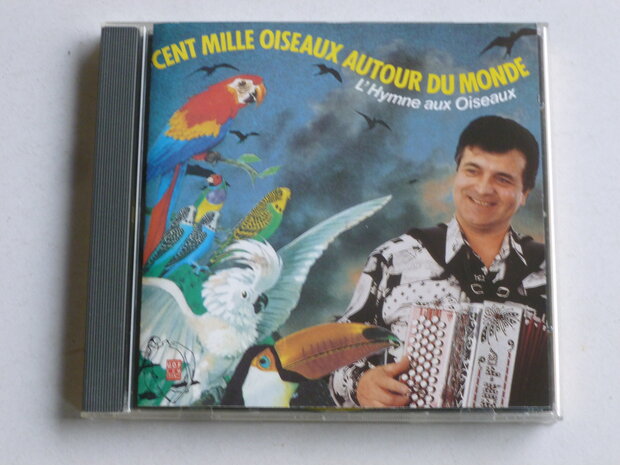 CENT MILLE OISEAUX AUTOUR DU MONDE
L'Hymne aux Oiseaux